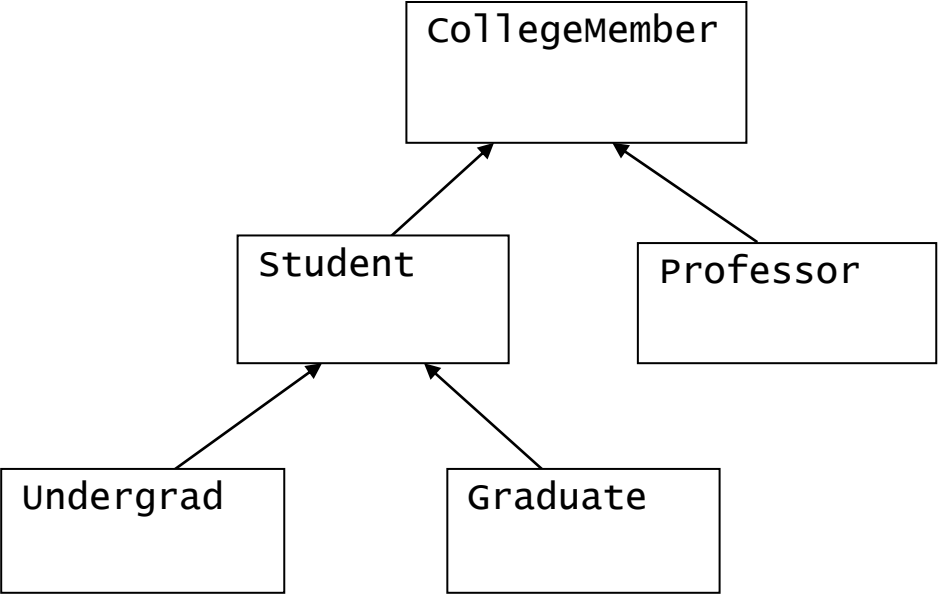 CollegeMember
Student
Professor
Undergrad
Graduate